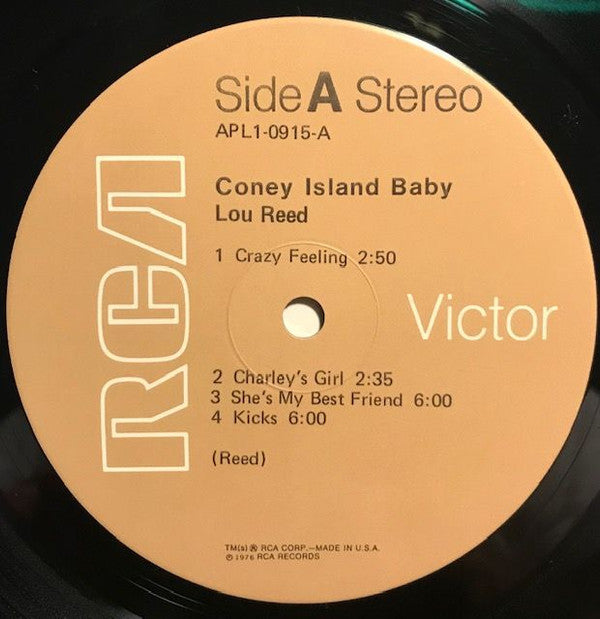 Side A Stereo
APL1-0915-A
Coney Island Baby
Lou Reed
1 Crazy Feeling 2:50
RCA
Victor
2 Charley's Girl 2:35
3 She's My Best Friend 6:00
4 Kicks 6:00
(Reed)
TM(s) ® RCA CORP.—MADE IN U.S.A.
℗ 1976 RCA RECORDS